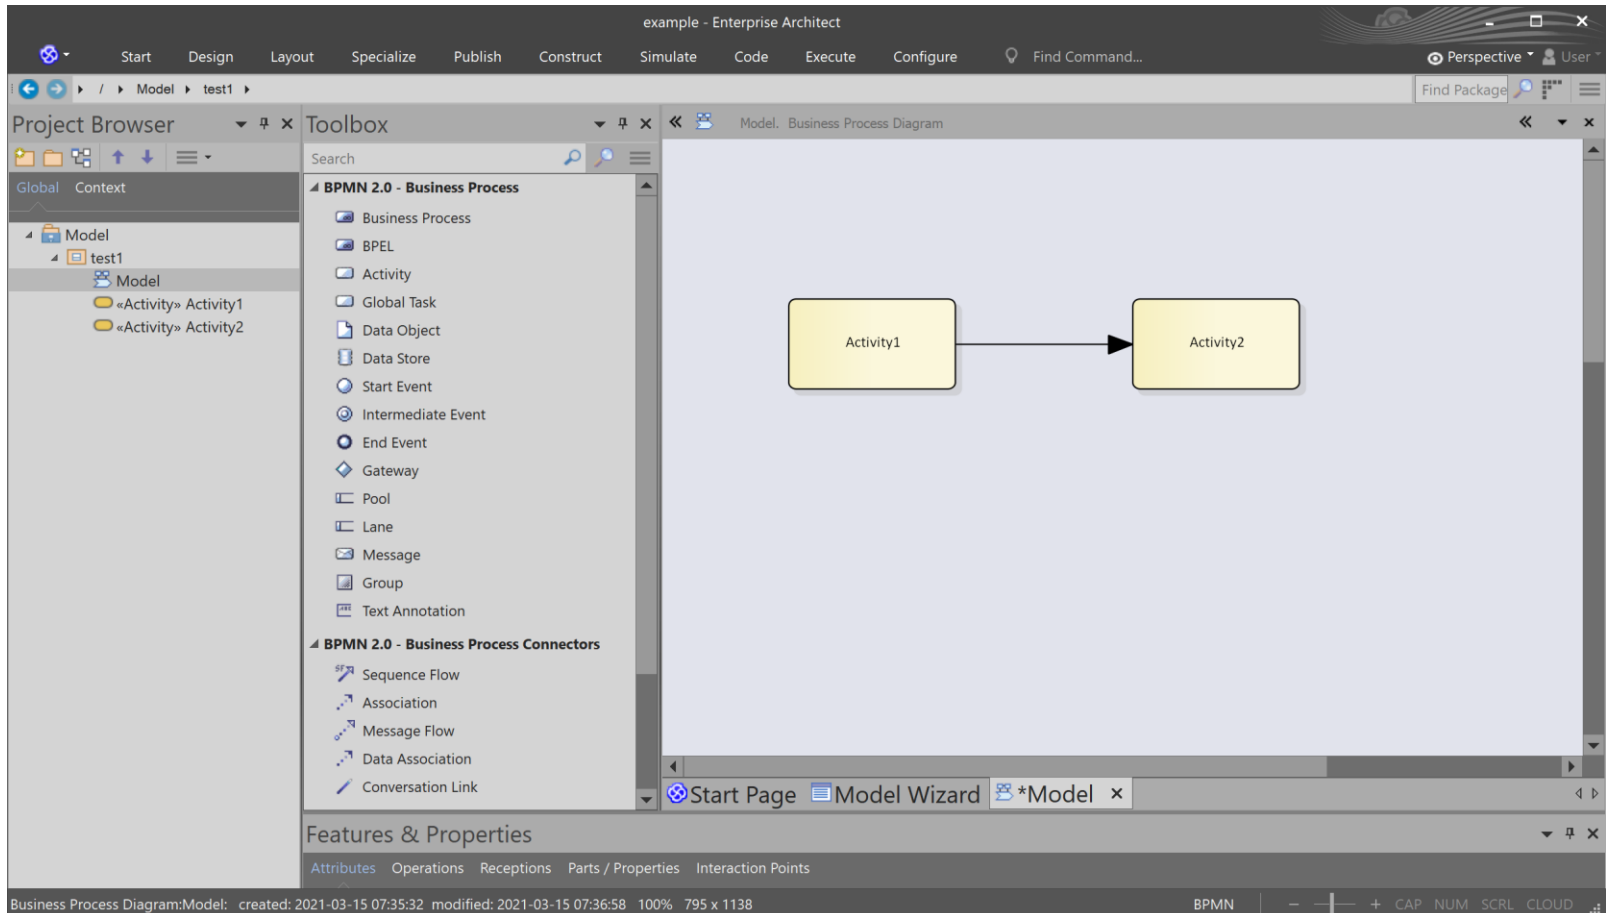 example - Enterprise Architect
Start Design Layout Specialize Publish Construct Simulate Code Execute Configure Find Command... Perspective User
/ Model test1 Find Package
Project Browser
Global Context
Model
test1
Model
«Activity» Activity1
«Activity» Activity2
Toolbox
Search
BPMN 2.0 - Business Process
Business Process
BPEL
Activity
Global Task
Data Object
Data Store
Start Event
Intermediate Event
End Event
Gateway
Pool
Lane
Message
Group
Text Annotation
BPMN 2.0 - Business Process Connectors
Sequence Flow
Association
Message Flow
Data Association
Conversation Link
Model. Business Process Diagram
Activity1
Activity2
Start Page Model Wizard *Model
Features & Properties
Attributes Operations Receptions Parts / Properties Interaction Points
Business Process Diagram:Model: created: 2021-03-15 07:35:32 modified: 2021-03-15 07:36:58 100% 795 x 1138 BPMN CAP NUM SCRL CLOUD